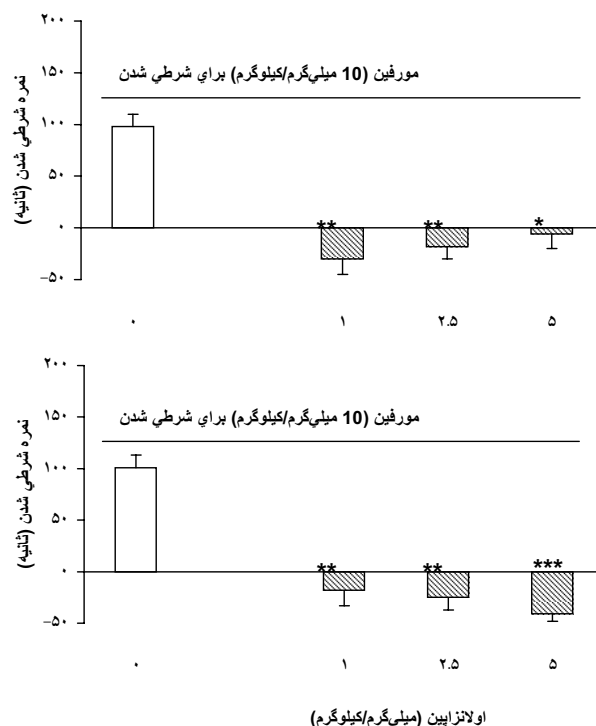 ۲۰۰
مورفين (10 ميلي‌گرم/كيلوگرم) براي شرطي شدن
۱۵۰
۱۰۰
۵۰
۰
−۵۰
نمره شرطي شدن (ثانيه)
** ** *
۰ ۱ ۲.۵ ۵
۲۰۰
مورفين (10 ميلي‌گرم/كيلوگرم) براي شرطي شدن
۱۵۰
۱۰۰
۵۰
۰
−۵۰
نمره شرطي شدن (ثانيه)
** ** ***
۰ ۱ ۲.۵ ۵
اولانزاپين (ميلي‌گرم/كيلوگرم)